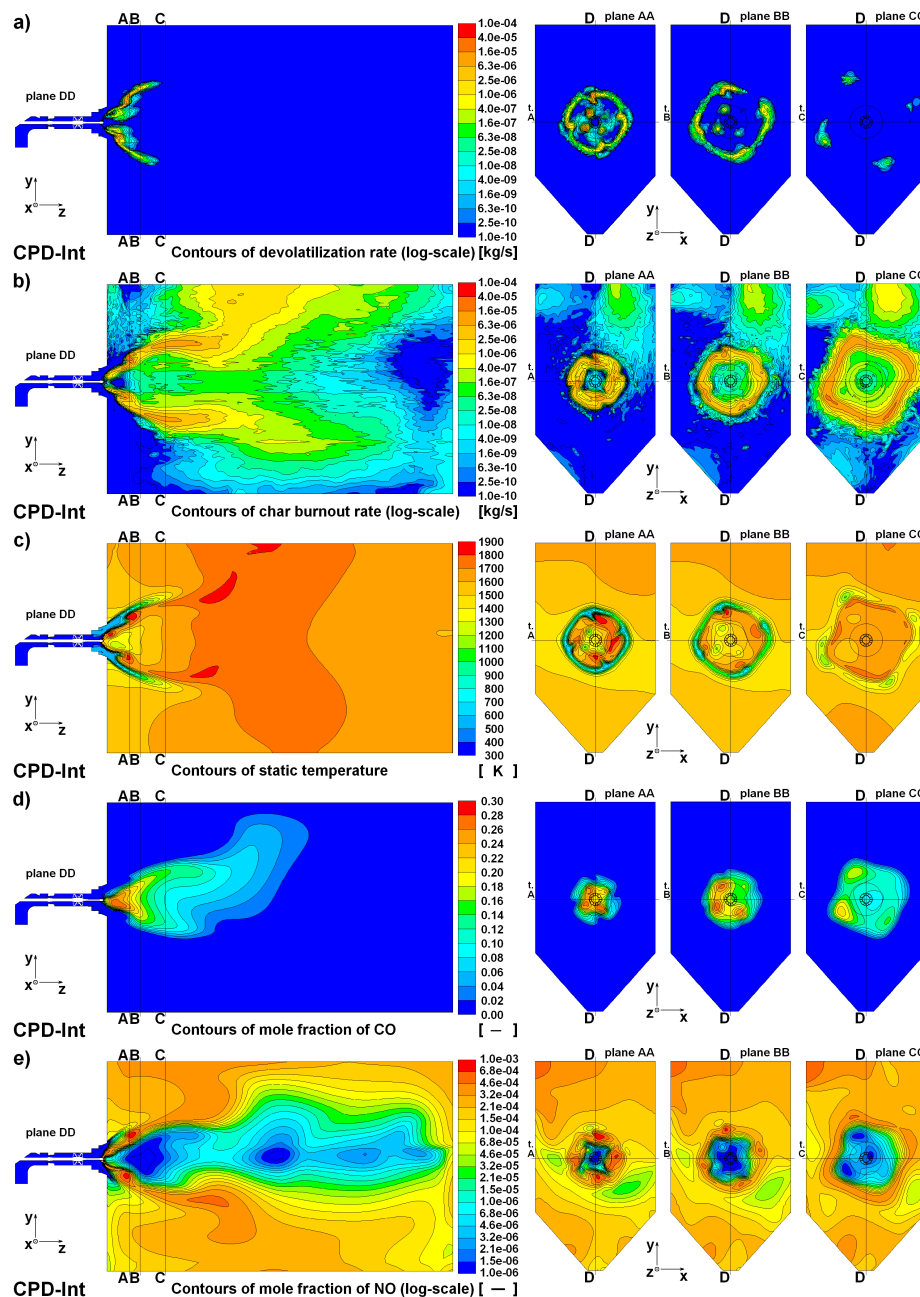 a)
AB C
plane DD
y
x z
AB C
CPD-Int
Contours of devolatilization rate (log-scale) [kg/s]
1.0e-04
4.0e-05
1.6e-05
6.3e-06
2.5e-06
1.0e-06
4.0e-07
1.6e-07
6.3e-08
2.5e-08
1.0e-08
4.0e-09
1.6e-09
6.3e-10
2.5e-10
1.0e-10
D plane AA
t.
A
D
D plane BB
t.
B
y
z x
D plane CC
t.
C
D
b)
AB C
plane DD
y
x z
AB C
CPD-Int
Contours of char burnout rate (log-scale) [kg/s]
1.0e-04
4.0e-05
1.6e-05
6.3e-06
2.5e-06
1.0e-06
4.0e-07
1.6e-07
6.3e-08
2.5e-08
1.0e-08
4.0e-09
1.6e-09
6.3e-10
2.5e-10
1.0e-10
D plane AA
t.
A
D
D plane BB
t.
B
y
z x
D plane CC
t.
C
D
c)
AB C
plane DD
y
x z
AB C
CPD-Int
Contours of static temperature [ K ]
1900
1800
1700
1600
1500
1400
1300
1200
1100
1000
900
800
700
600
500
400
300
D plane AA
t.
A
D
D plane BB
t.
B
y
z x
D plane CC
t.
C
D
d)
AB C
plane DD
y
x z
AB C
CPD-Int
Contours of mole fraction of CO [ — ]
0.30
0.28
0.26
0.24
0.22
0.20
0.18
0.16
0.14
0.12
0.10
0.08
0.06
0.04
0.02
0.00
D plane AA
t.
A
D
D plane BB
t.
B
y
z x
D plane CC
t.
C
D
e)
AB C
plane DD
y
x z
AB C
CPD-Int
Contours of mole fraction of NO (log-scale) [ — ]
1.0e-03
6.8e-04
4.6e-04
3.2e-04
2.1e-04
1.5e-04
1.0e-04
6.8e-05
4.6e-05
3.2e-05
2.1e-05
1.5e-05
1.0e-05
6.8e-06
4.6e-06
3.2e-06
2.1e-06
1.5e-06
1.0e-06
D plane AA
t.
A
D
D plane BB
t.
B
y
z x
D plane CC
t.
C
D